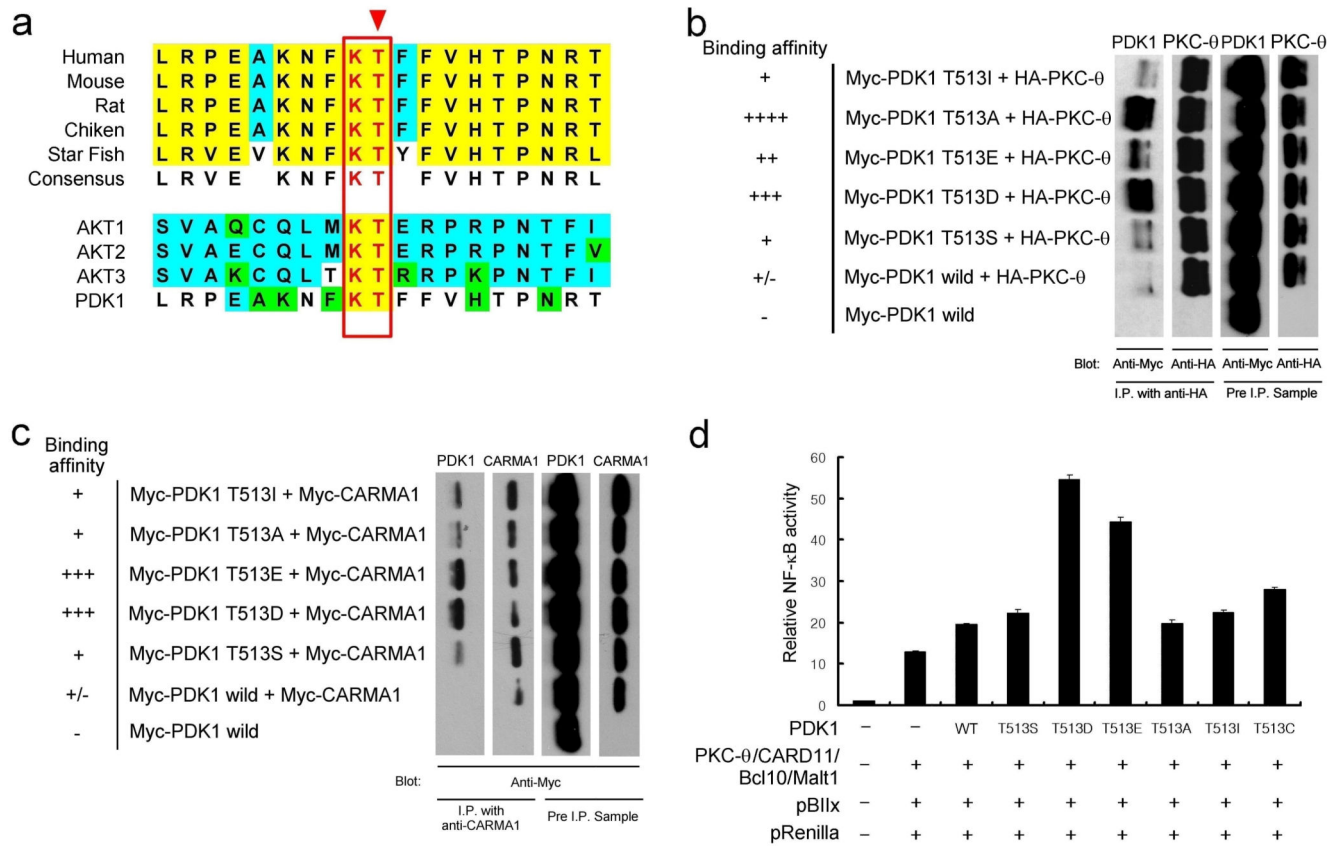 a
Human L R P E A K N F K T F F V H T P N R T
Mouse L R P E A K N F K T F F V H T P N R T
Rat L R P E A K N F K T F F V H T P N R T
Chiken L R P E A K N F K T F F V H T P N R T
Star Fish L R V E V K N F K T Y F V H T P N R L
Consensus L R V E K N F K T F V H T P N R L
AKT1 S V A Q C Q L M K T E R P R P N T F I
AKT2 S V A E C Q L M K T E R P R P N T F V
AKT3 S V A K C Q L T K T R R P K P N T F I
PDK1 L R P E A K N F K T F F V H T P N R T
b
Binding affinity
PDK1 PKC-θ PDK1 PKC-θ
+ Myc-PDK1 T513I + HA-PKC-θ
++++ Myc-PDK1 T513A + HA-PKC-θ
++ Myc-PDK1 T513E + HA-PKC-θ
+++ Myc-PDK1 T513D + HA-PKC-θ
+ Myc-PDK1 T513S + HA-PKC-θ
+/- Myc-PDK1 wild + HA-PKC-θ
- Myc-PDK1 wild
Blot: Anti-Myc Anti-HA Anti-Myc Anti-HA
I.P. with anti-HA Pre I.P. Sample
c
Binding
affinity
PDK1 CARMA1 PDK1 CARMA1
+ Myc-PDK1 T513I + Myc-CARMA1
+ Myc-PDK1 T513A + Myc-CARMA1
+++ Myc-PDK1 T513E + Myc-CARMA1
+++ Myc-PDK1 T513D + Myc-CARMA1
+ Myc-PDK1 T513S + Myc-CARMA1
+/- Myc-PDK1 wild + Myc-CARMA1
- Myc-PDK1 wild
Blot: Anti-Myc
I.P. with
anti-CARMA1
Pre I.P. Sample
d
Relative NF-κB activity
60
50
40
30
20
10
0
PDK1 – – WT T513S T513D T513E T513A T513I T513C
PKC-θ/CARD11/
Bcl10/Malt1 – + + + + + + + +
pBIIx – + + + + + + + +
pRenilla – + + + + + + + +